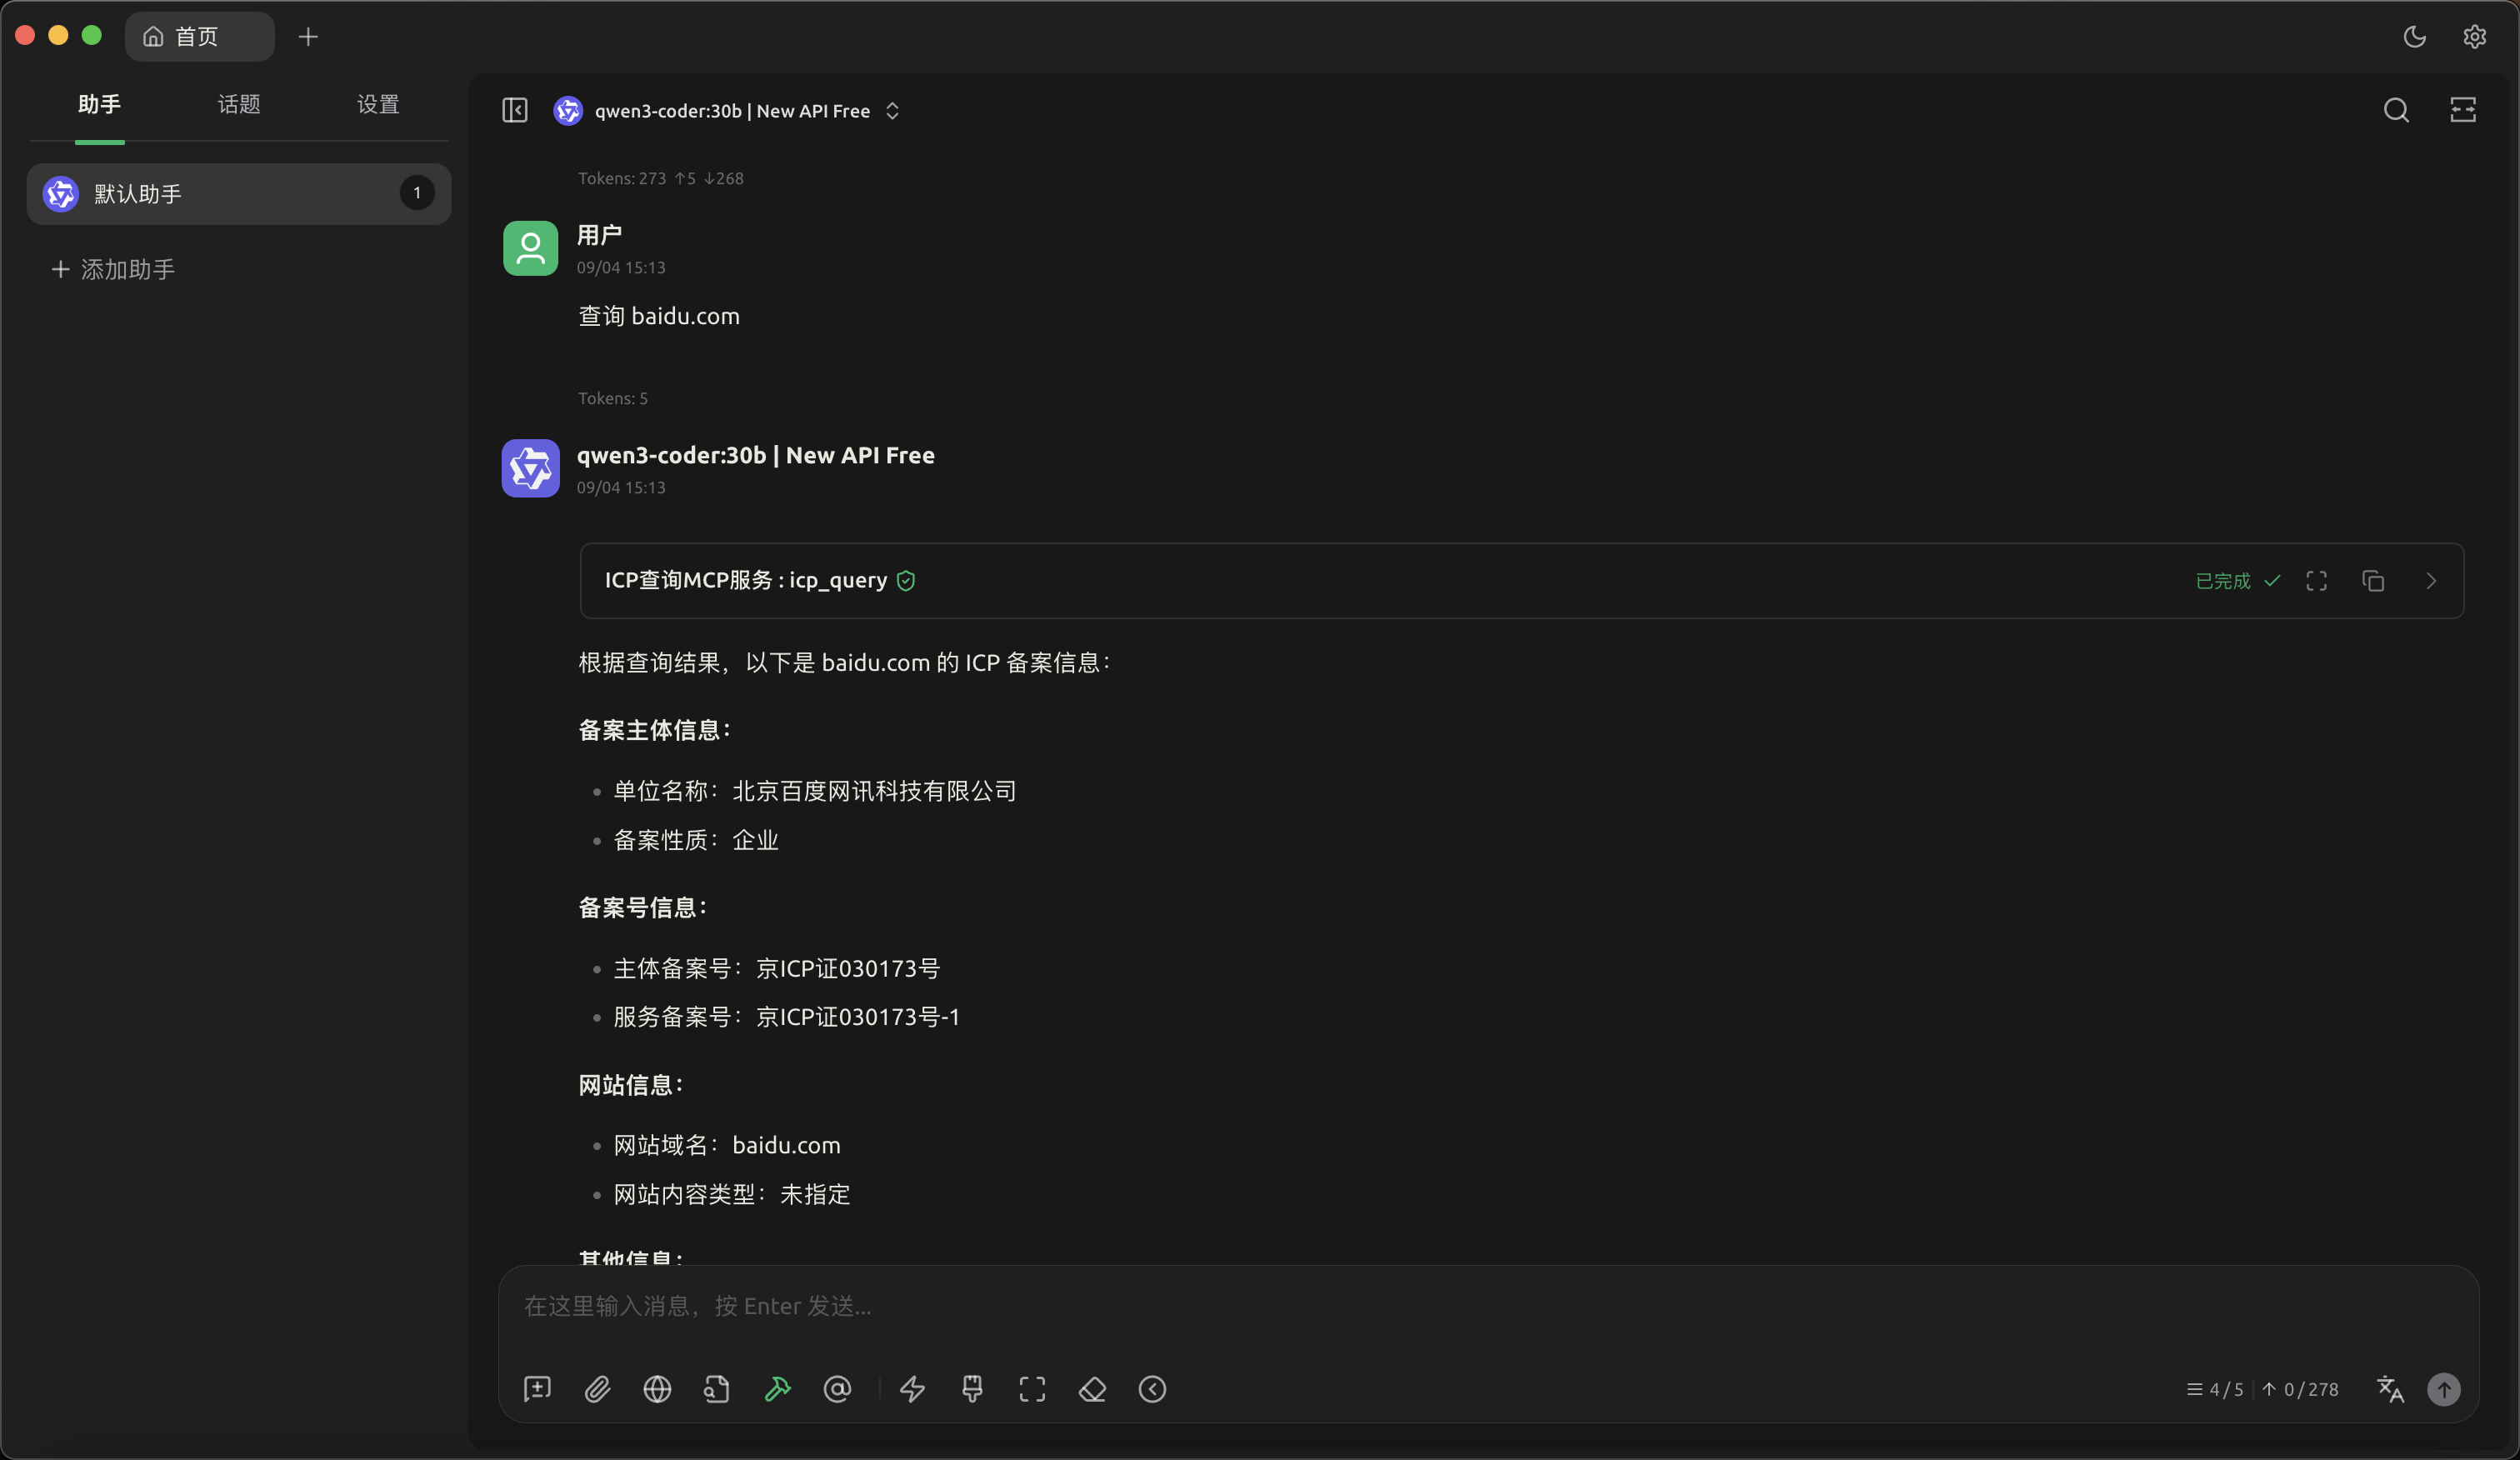 首页
助手
话题
设置
默认助手
1
添加助手
qwen3-coder:30b | New API Free
Tokens: 273 ↑5 ↓268
用户
09/04 15:13
查询 baidu.com
Tokens: 5
qwen3-coder:30b | New API Free
09/04 15:13
ICP查询MCP服务 : icp_query
已完成
根据查询结果，以下是 baidu.com 的 ICP 备案信息：
备案主体信息：
单位名称：北京百度网讯科技有限公司
备案性质：企业
备案号信息：
主体备案号：京ICP证030173号
服务备案号：京ICP证030173号-1
网站信息：
网站域名：baidu.com
网站内容类型：未指定
其他信息：
在这里输入消息，按 Enter 发送...
4 / 5 ↑ 0 / 278